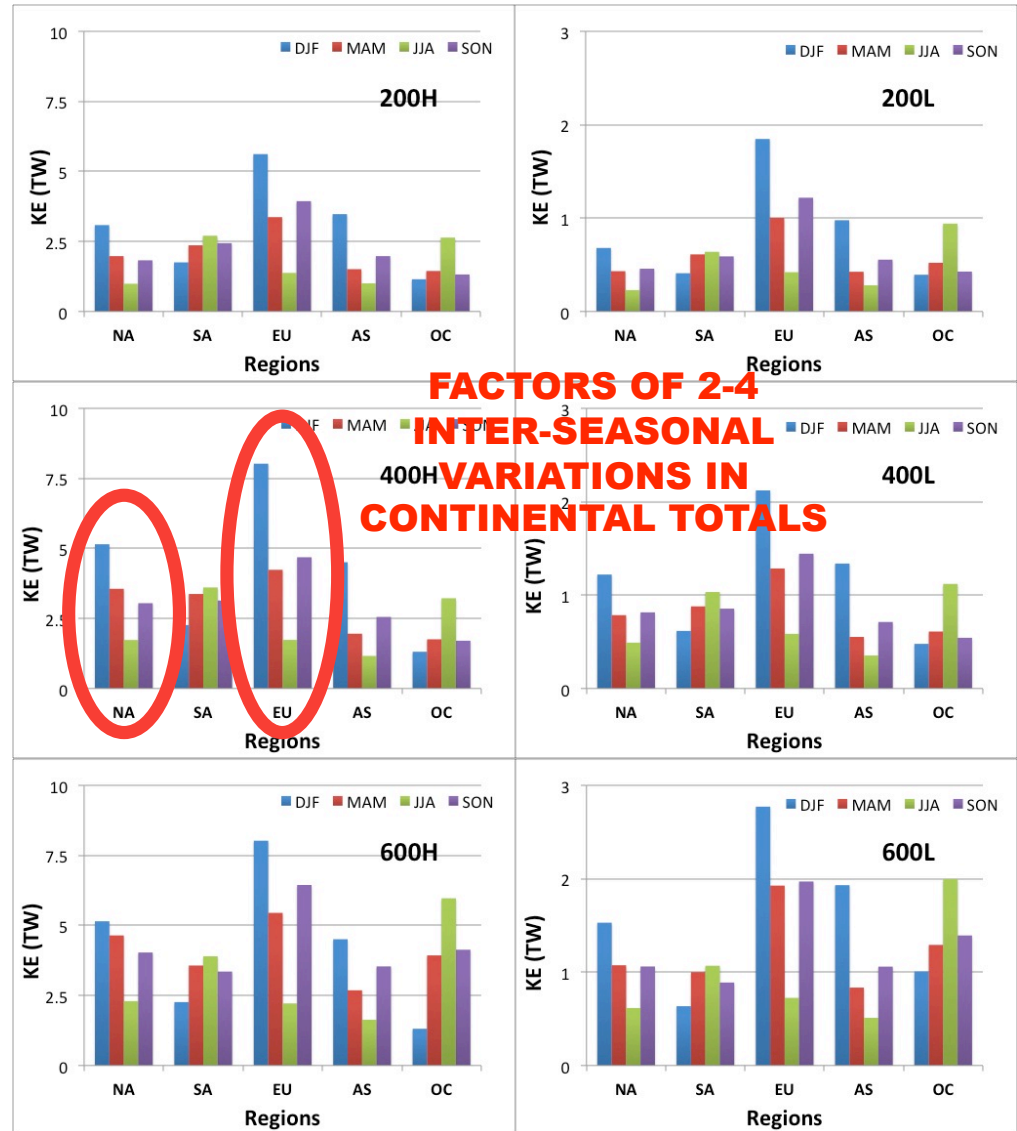 10
7.5
5
2.5
0
KE (TW)
DJF MAM JJA SON
200H
NA SA EU AS OC
Regions
3
2
1
0
KE (TW)
DJF MAM JJA SON
200L
NA SA EU AS OC
Regions
FACTORS OF 2-4
INTER-SEASONAL
VARIATIONS IN
CONTINENTAL TOTALS
10
7.5
5
2.5
0
KE (TW)
MAM
400H
NA SA EU AS OC
Regions
3
2
1
0
KE (TW)
DJF MAM JJA SON
400L
NA SA EU AS OC
Regions
10
7.5
5
2.5
0
KE (TW)
DJF MAM JJA SON
600H
NA SA EU AS OC
Regions
3
2
1
0
KE (TW)
DJF MAM JJA SON
600L
NA SA EU AS OC
Regions